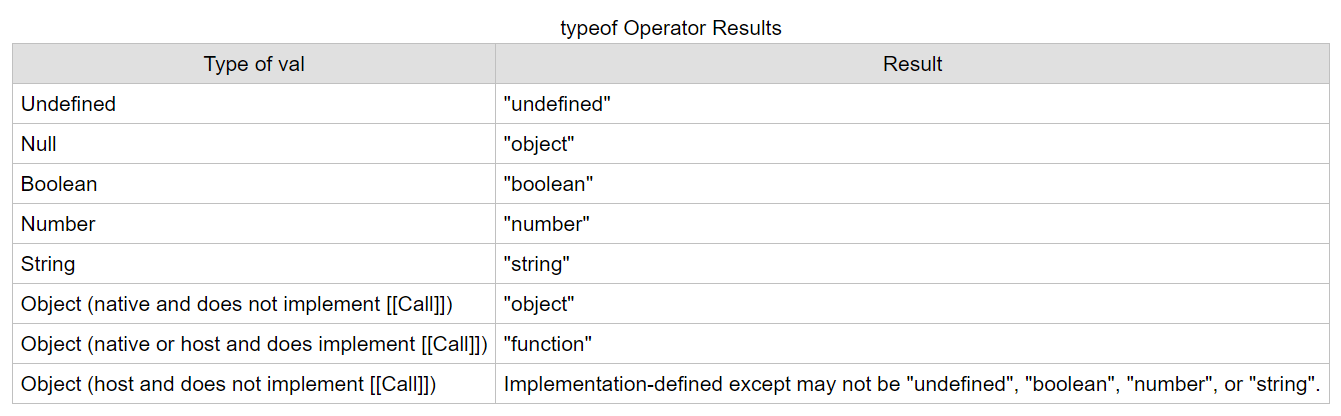 typeof Operator Results
Type of val Result
Undefined "undefined"
Null "object"
Boolean "boolean"
Number "number"
String "string"
Object (native and does not implement [[Call]]) "object"
Object (native or host and does implement [[Call]]) "function"
Object (host and does not implement [[Call]]) Implementation-defined except may not be "undefined", "boolean", "number", or "string".